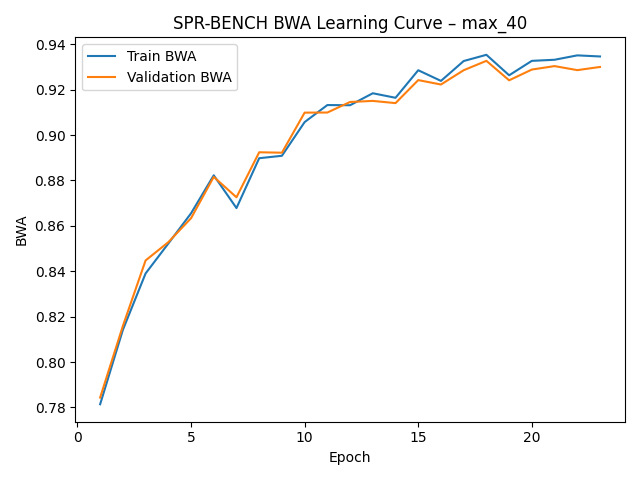 SPR-BENCH BWA Learning Curve – max_40
Train BWA
Validation BWA
BWA
0.94
0.92
0.90
0.88
0.86
0.84
0.82
0.80
0.78
0
5
10
15
20
Epoch